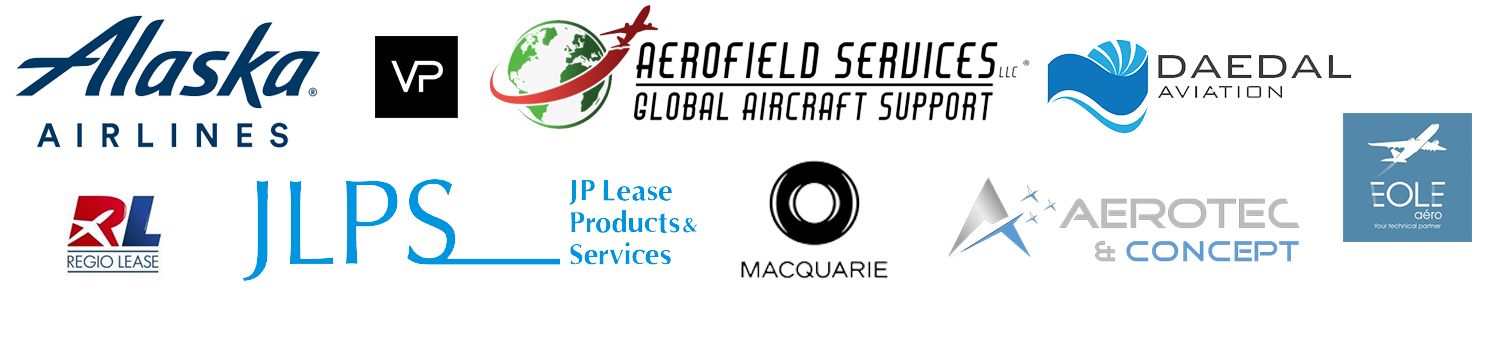 Alaska®
AIRLINES
VP
AEROFIELD SERVICES LLC ®
GLOBAL AIRCRAFT SUPPORT
DAEDAL
AVIATION
EOLE
aéro
Your technical partner
RL
REGIO LEASE
JLPS
JP Lease
Products &
Services
MACQUARIE
AEROTEC
& CONCEPT